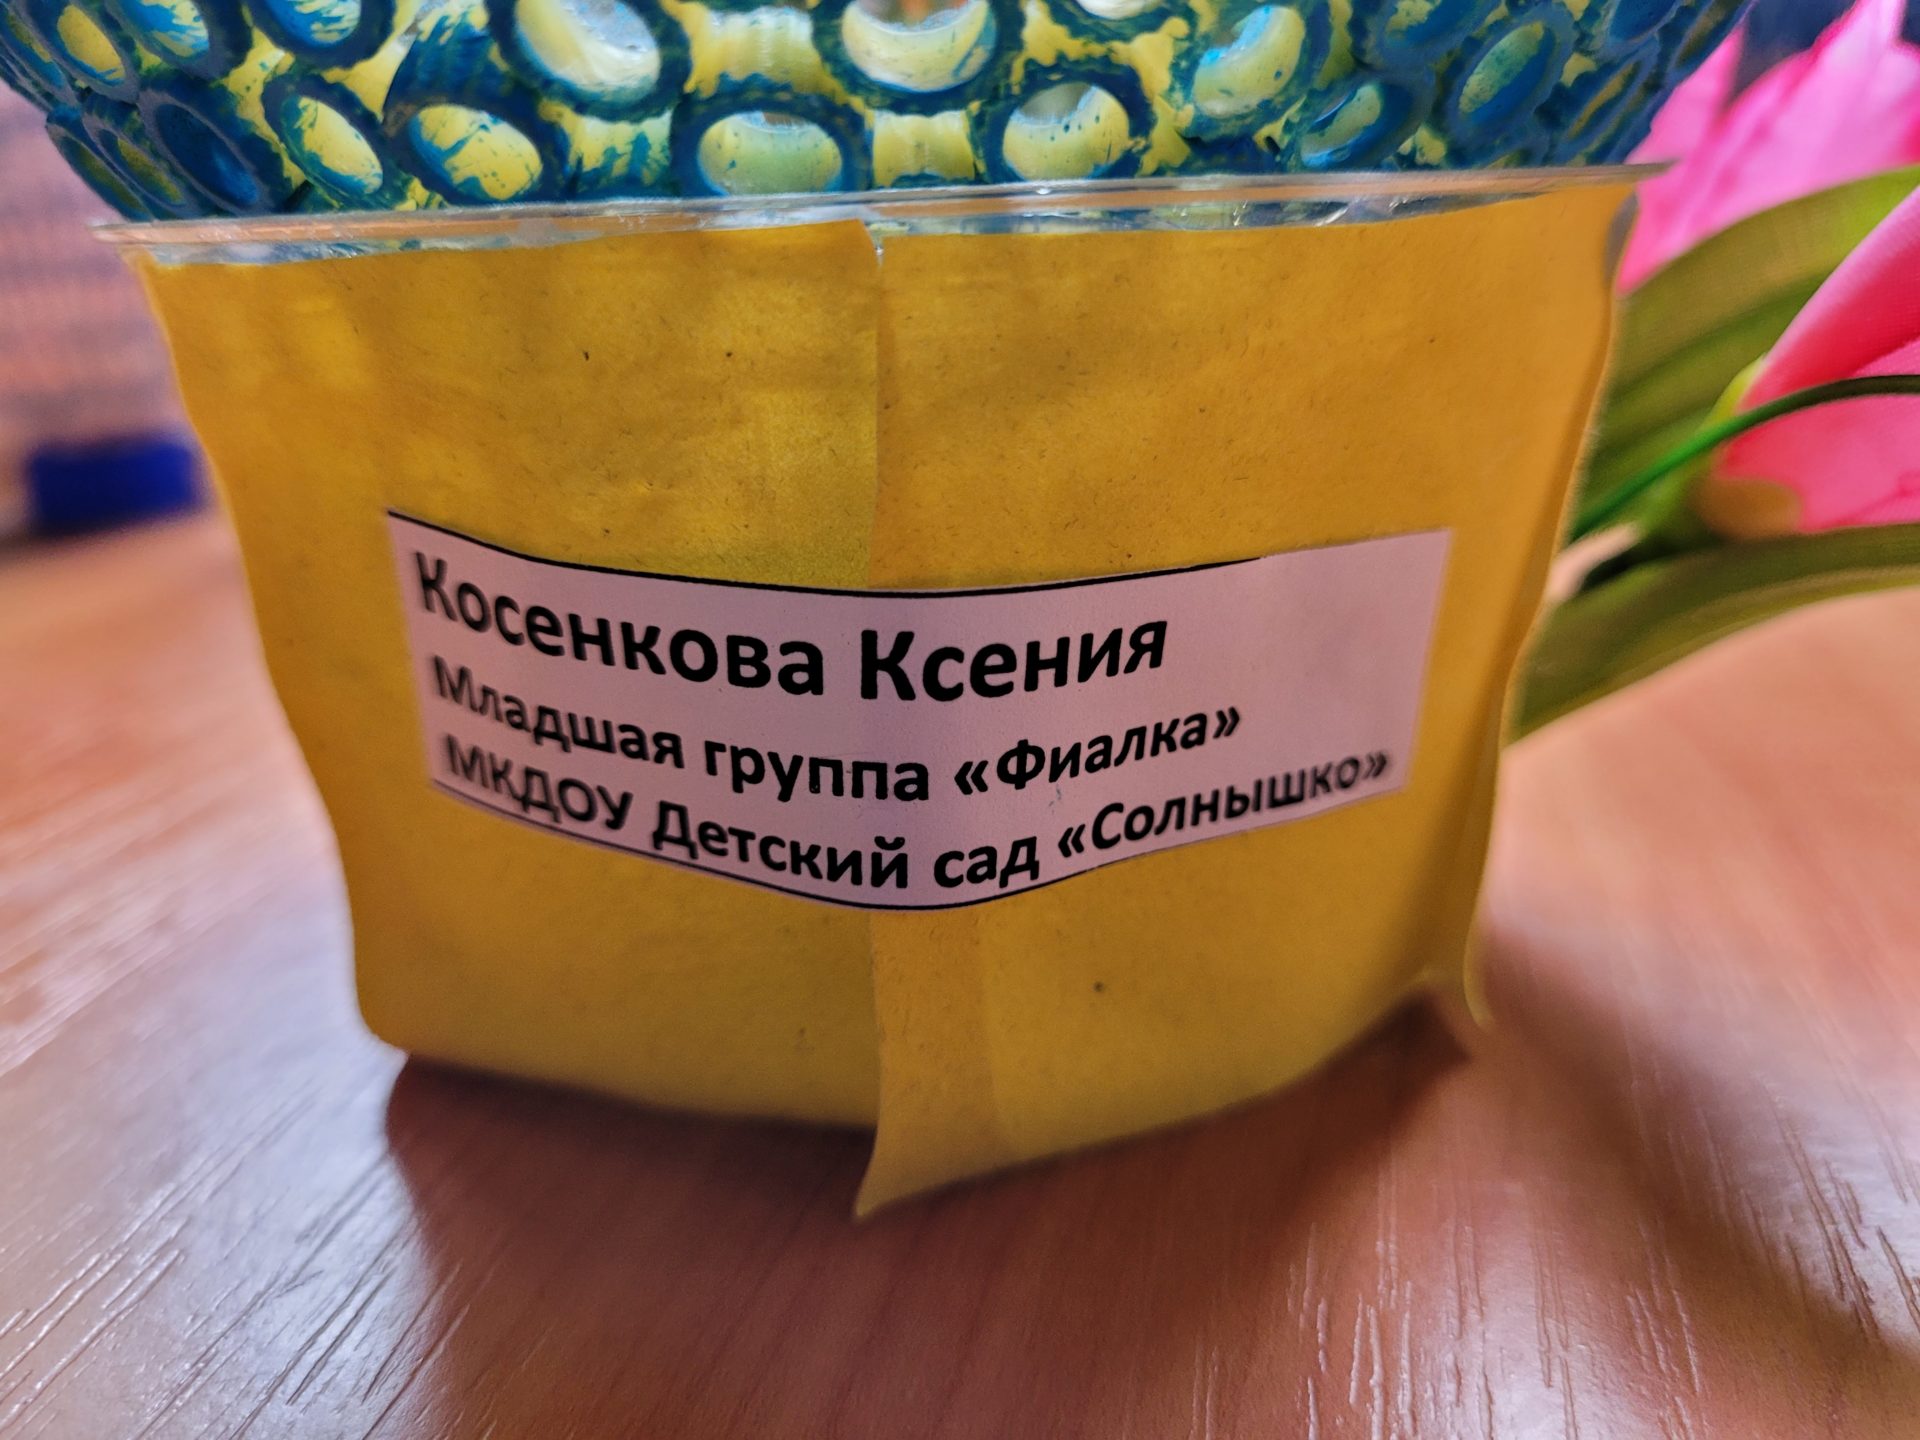 Косенкова Ксения
Младшая группа «Фиалка»
МКДОУ Детский сад «Солнышко»